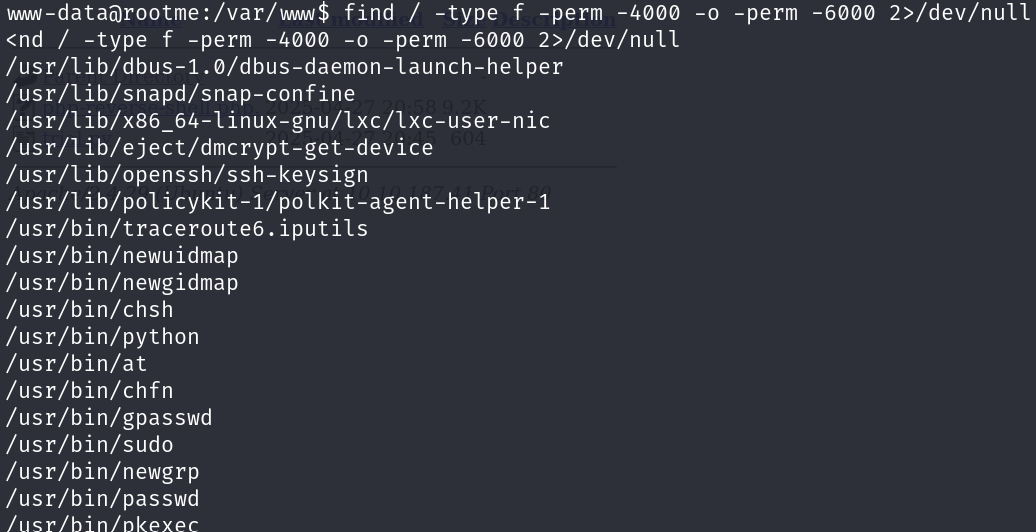 www-data@rootme:/var/www$ find / -type f -perm -4000 -o -perm -6000 2>/dev/null
<nd / -type f -perm -4000 -o -perm -6000 2>/dev/null
/usr/lib/dbus-1.0/dbus-daemon-launch-helper
/usr/lib/snapd/snap-confine
/usr/lib/x86_64-linux-gnu/lxc/lxc-user-nic
/usr/lib/eject/dmcrypt-get-device
/usr/lib/openssh/ssh-keysign
/usr/lib/policykit-1/polkit-agent-helper-1
/usr/bin/traceroute6.iputils
/usr/bin/newuidmap
/usr/bin/newgidmap
/usr/bin/chsh
/usr/bin/python
/usr/bin/at
/usr/bin/chfn
/usr/bin/gpasswd
/usr/bin/sudo
/usr/bin/newgrp
/usr/bin/passwd
/usr/bin/pkexec